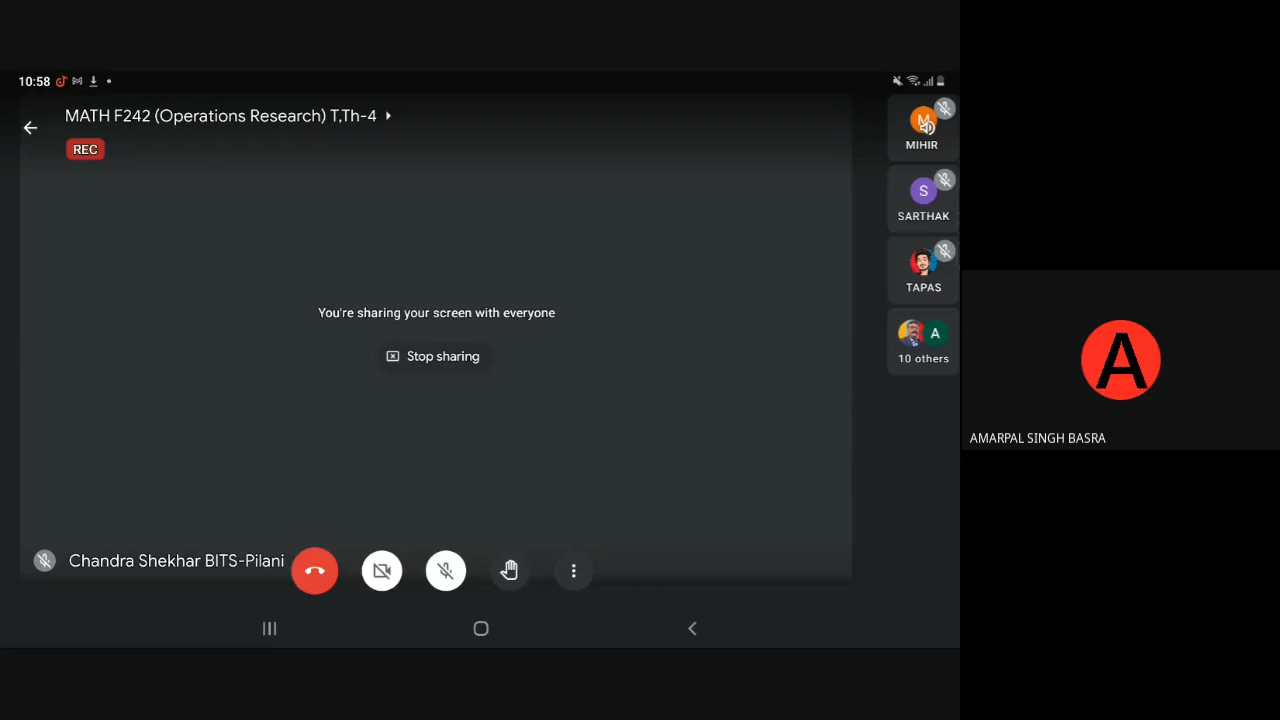 10:58
MATH F242 (Operations Research) T,Th-4
REC
M
MIHIR
S
SARTHAK
TAPAS
A
10 others
You're sharing your screen with everyone
Stop sharing
Chandra Shekhar BITS-Pilani
A
AMARPAL SINGH BASRA